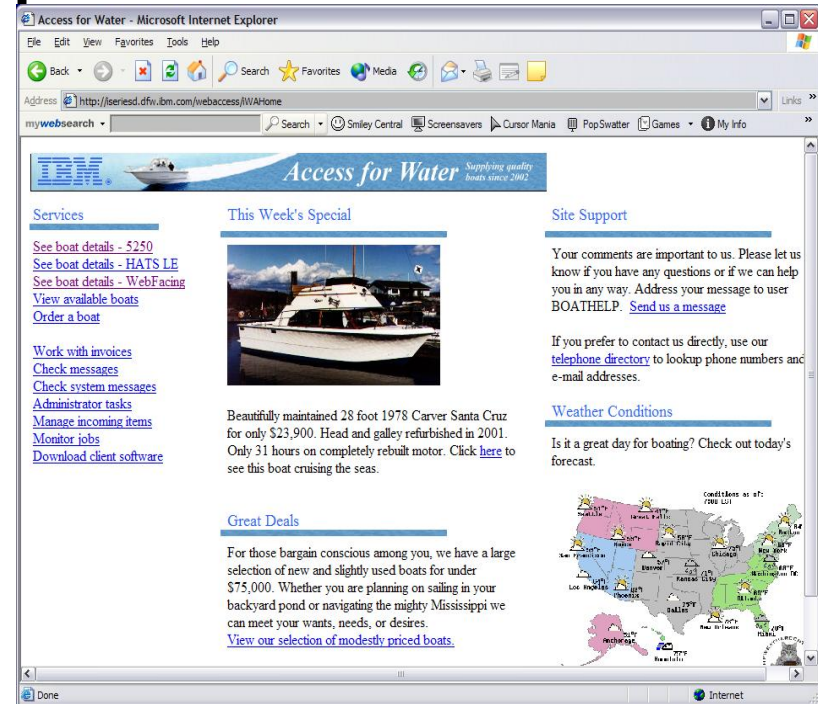 Access for Water - Microsoft Internet Explorer
File Edit View Favorites Tools Help
Back Search Favorites Media
Address http://iseriesd.dfw.ibm.com/webaccess/iWAHome Links »
mywebsearch Search Smiley Central Screensavers Cursor Mania PopSwatter Games My Info »
IBM® Access for Water Supplying quality
boats since 2002
Services
See boat details - 5250
See boat details - HATS LE
See boat details - WebFacing
View available boats
Order a boat
Work with invoices
Check messages
Check system messages
Administrator tasks
Manage incoming items
Monitor jobs
Download client software
This Week's Special
Beautifully maintained 28 foot 1978 Carver Santa Cruz
for only $23,900. Head and galley refurbished in 2001.
Only 31 hours on completely rebuilt motor. Click here to
see this boat cruising the seas.
Great Deals
For those bargain conscious among you, we have a large
selection of new and slightly used boats for under
$75,000. Whether you are planning on sailing in your
backyard pond or navigating the mighty Mississippi we
can meet your wants, needs, or desires.
View our selection of modestly priced boats.
Site Support
Your comments are important to us. Please let us
know if you have any questions or if we can help
you in any way. Address your message to user
BOATHELP. Send us a message
If you prefer to contact us directly, use our
telephone directory to lookup phone numbers and
e-mail addresses.
Weather Conditions
Is it a great day for boating? Check out today's
forecast.
Conditions as of:
Seattle
Great Falls
Boise
Rapid City
San Francisco
Denver
Chicago
Boston
New York
Kansas City
Washington DC
Los Angeles
Phoenix
Dallas
Atlanta
New Orleans
Miami
Anchorage
Honolulu
Done Internet